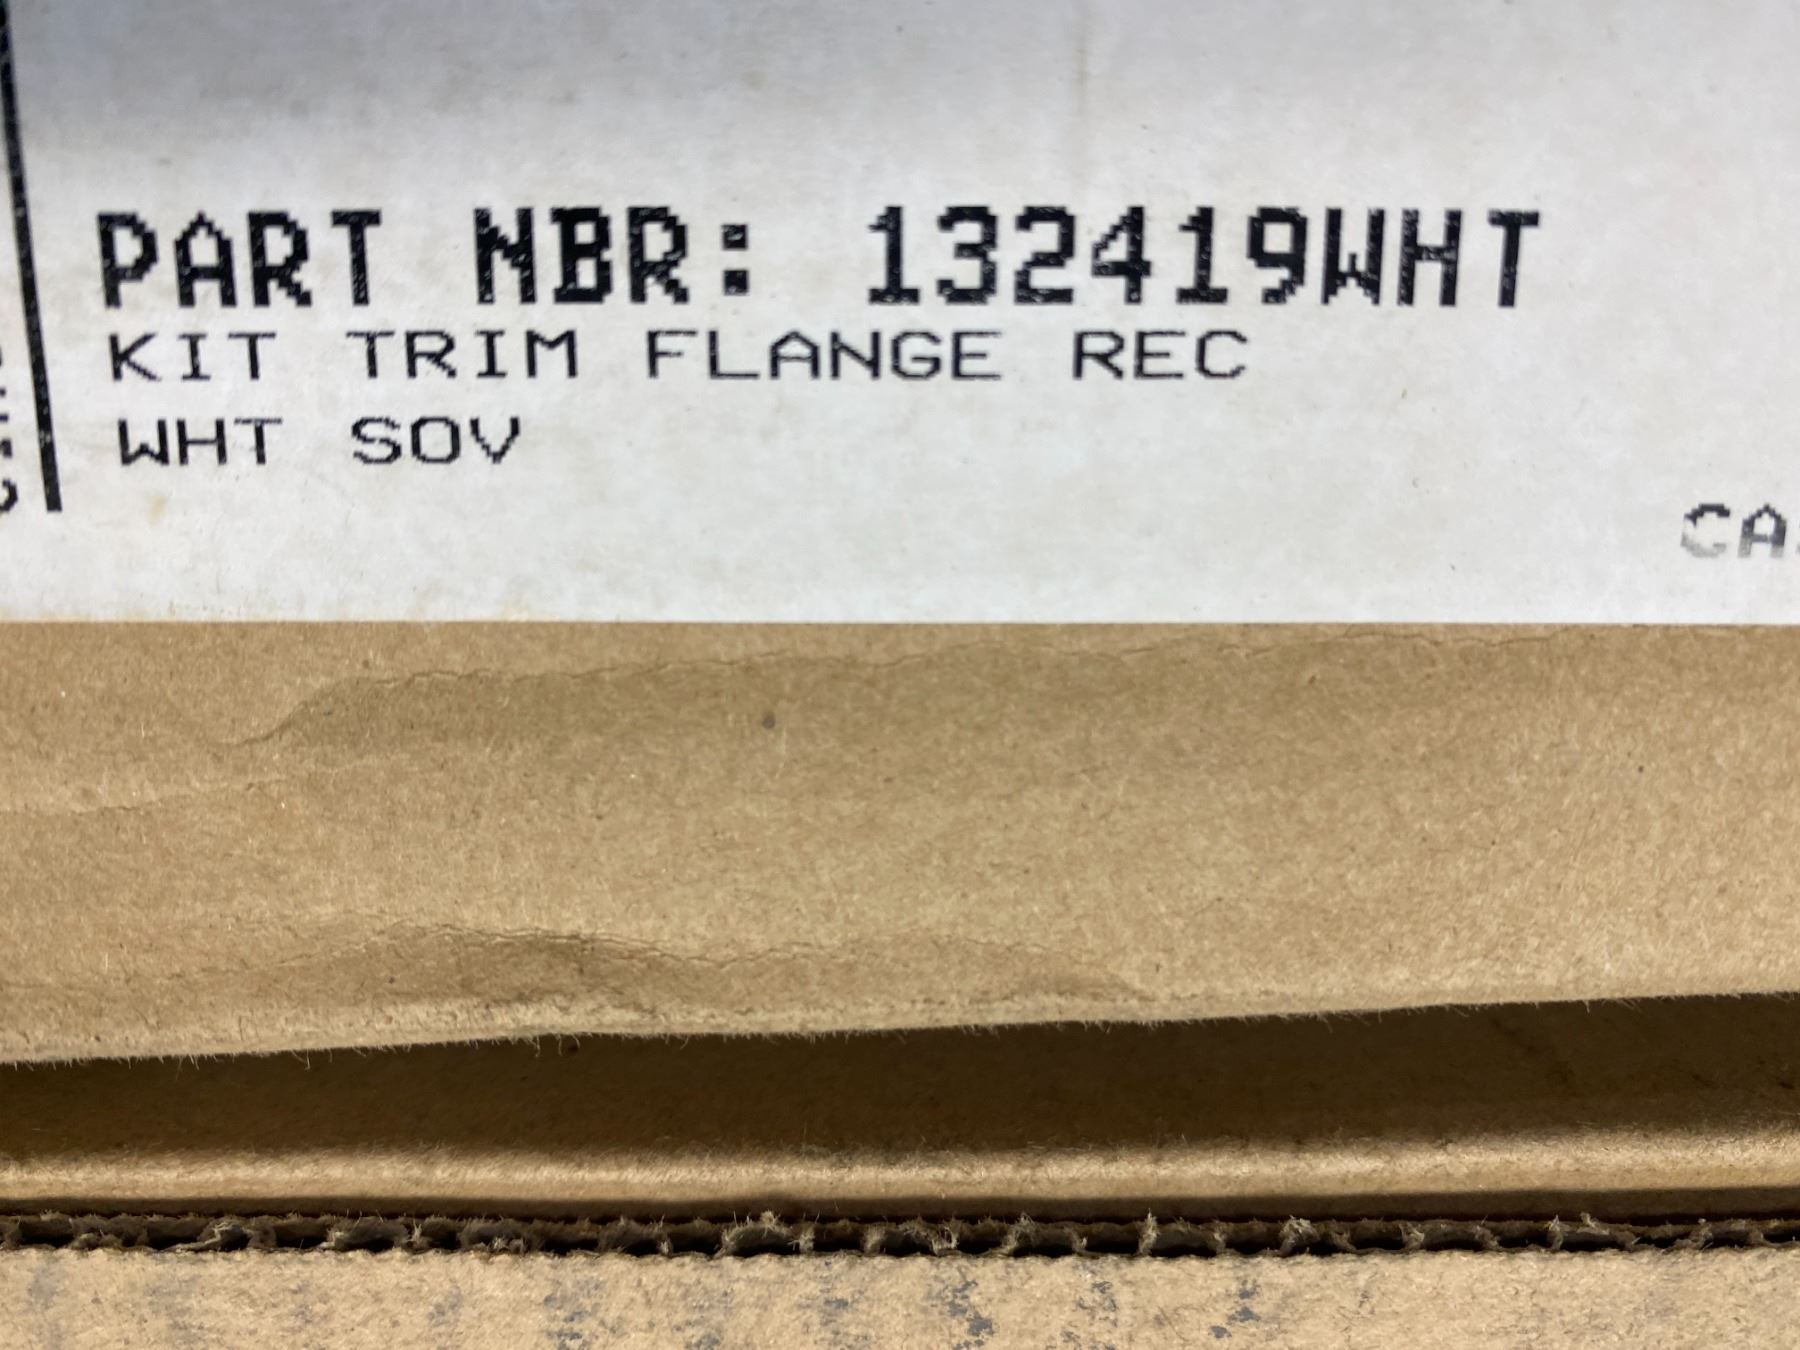 PART NBR: 132419WHT
KIT TRIM FLANGE REC
WHT SOV